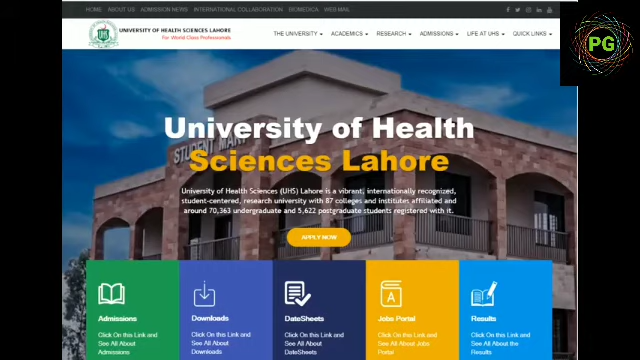 HOME ABOUT US ADMISSION NEWS INTERNATIONAL COLLABORATION BIOMEDICA WEB MAIL
UHS
UNIVERSITY OF HEALTH SCIENCES LAHORE
For World Class Professionals
THE UNIVERSITY ACADEMICS RESEARCH ADMISSIONS LIFE AT UHS QUICK LINKS
PG
STUDENT
University of Health
Sciences Lahore
University of Health Sciences (UHS) Lahore is a vibrant, internationally recognized,
student-centered, research university with 87 colleges and institutes affiliated and
around 70,363 undergraduate and 5,622 postgraduate students registered with it.
APPLY NOW
Admissions
Click On this Link and
See All About
Admissions
Downloads
Click On this Link and
See All About
Downloads
DateSheets
Click On this Link and
See All About
DateSheets
A
Jobs Portal
Click On this Link and
See All About Jobs
Portal
Results
Click On this Link and
See All About the
Results